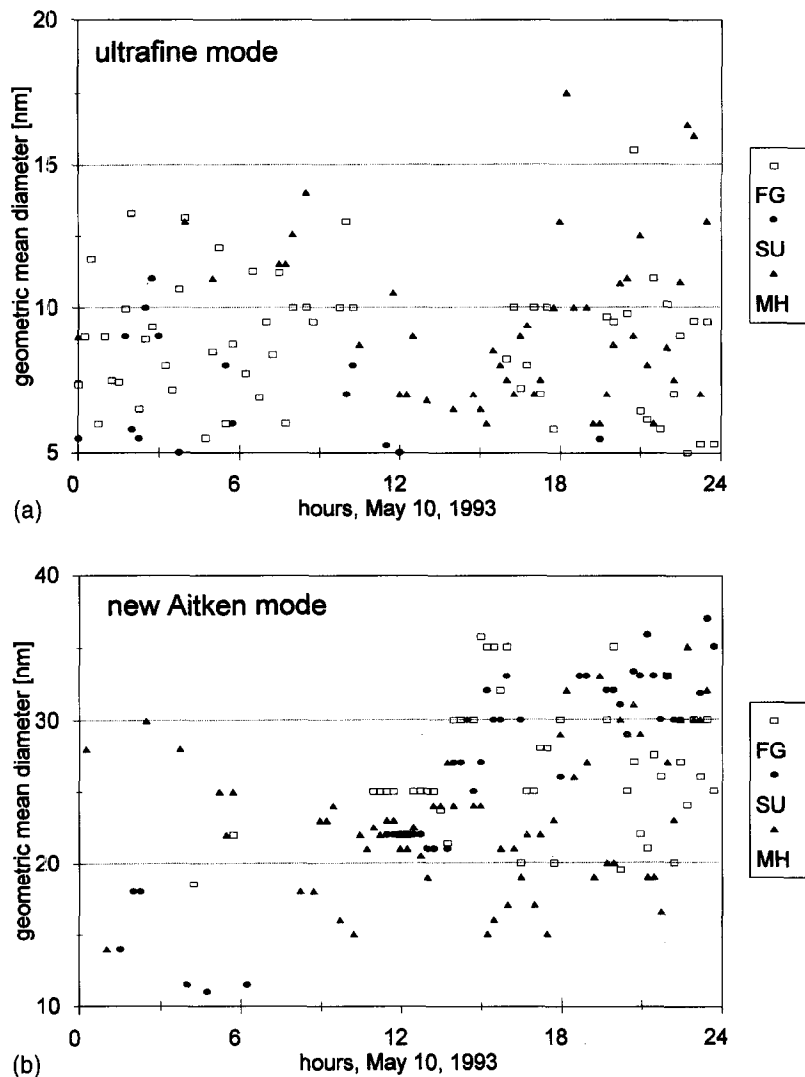 20
ultrafine mode
15
10
5
geometric mean diameter [nm]
0
6
12
18
24
hours, May 10, 1993
(a)
FG
SU
MH
40
new Aitken mode
30
20
10
geometric mean diameter [nm]
0
6
12
18
24
hours, May 10, 1993
(b)
FG
SU
MH